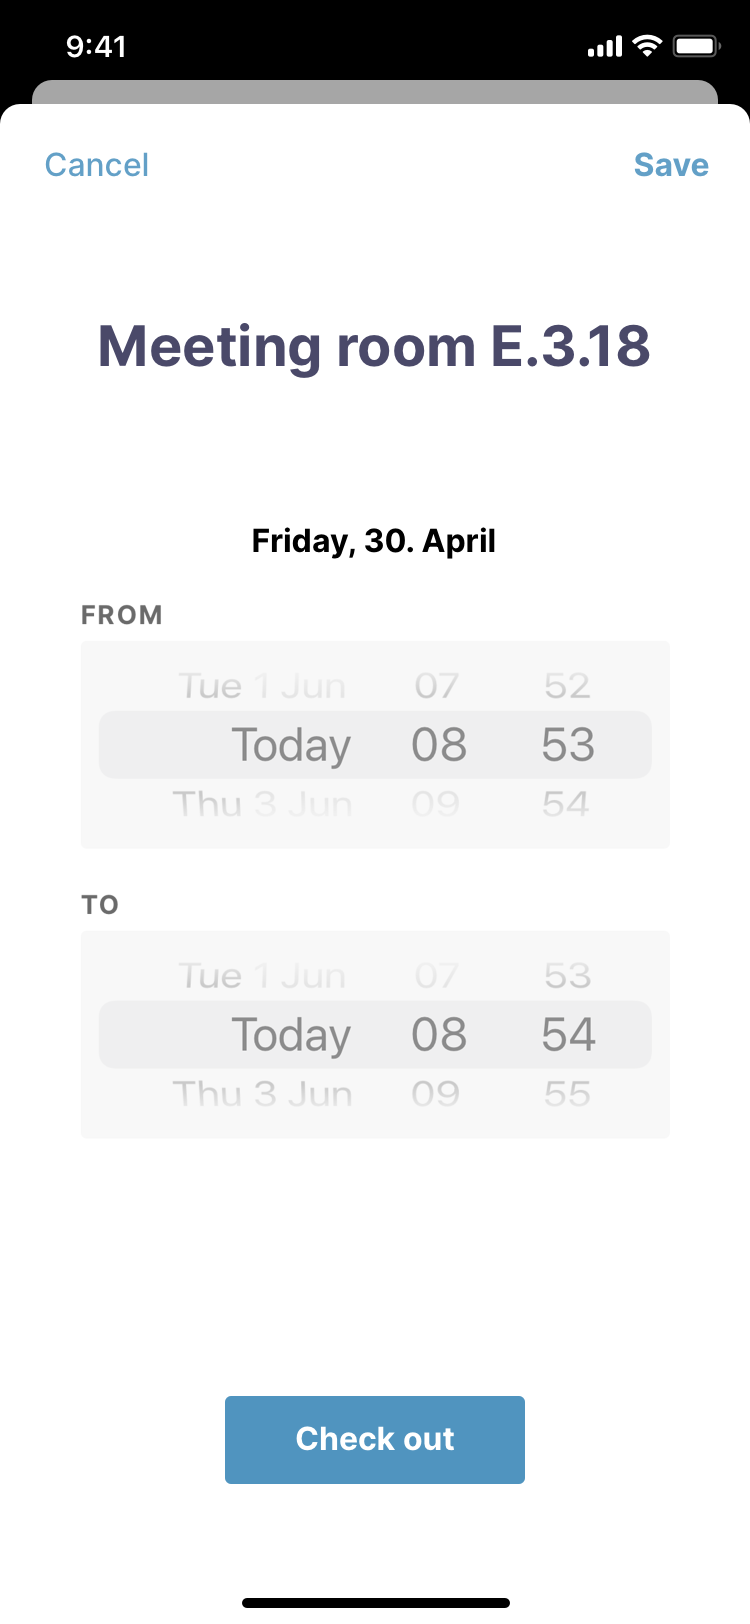 9:41
Cancel Save
Meeting room E.3.18
Friday, 30. April
FROM
Tue 1 Jun 07 52
Today 08 53
Thu 3 Jun 09 54
TO
Tue 1 Jun 07 53
Today 08 54
Thu 3 Jun 09 55
Check out